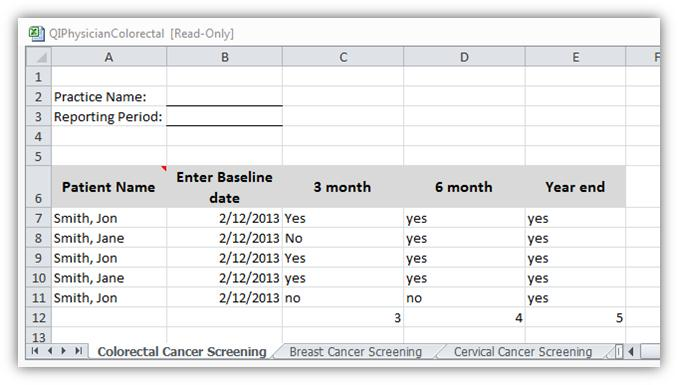 QIPhysicianColorectal [Read-Only]
A B C D E F
1
2 Practice Name:
3 Reporting Period:
4
5
6 Patient Name Enter Baseline date 3 month 6 month Year end
7 Smith, Jon 2/12/2013 Yes yes yes
8 Smith, Jane 2/12/2013 No yes yes
9 Smith, Jon 2/12/2013 Yes yes yes
10 Smith, Jane 2/12/2013 yes yes yes
11 Smith, Jon 2/12/2013 no no yes
12 3 4 5
13
Colorectal Cancer Screening Breast Cancer Screening Cervical Cancer Screening